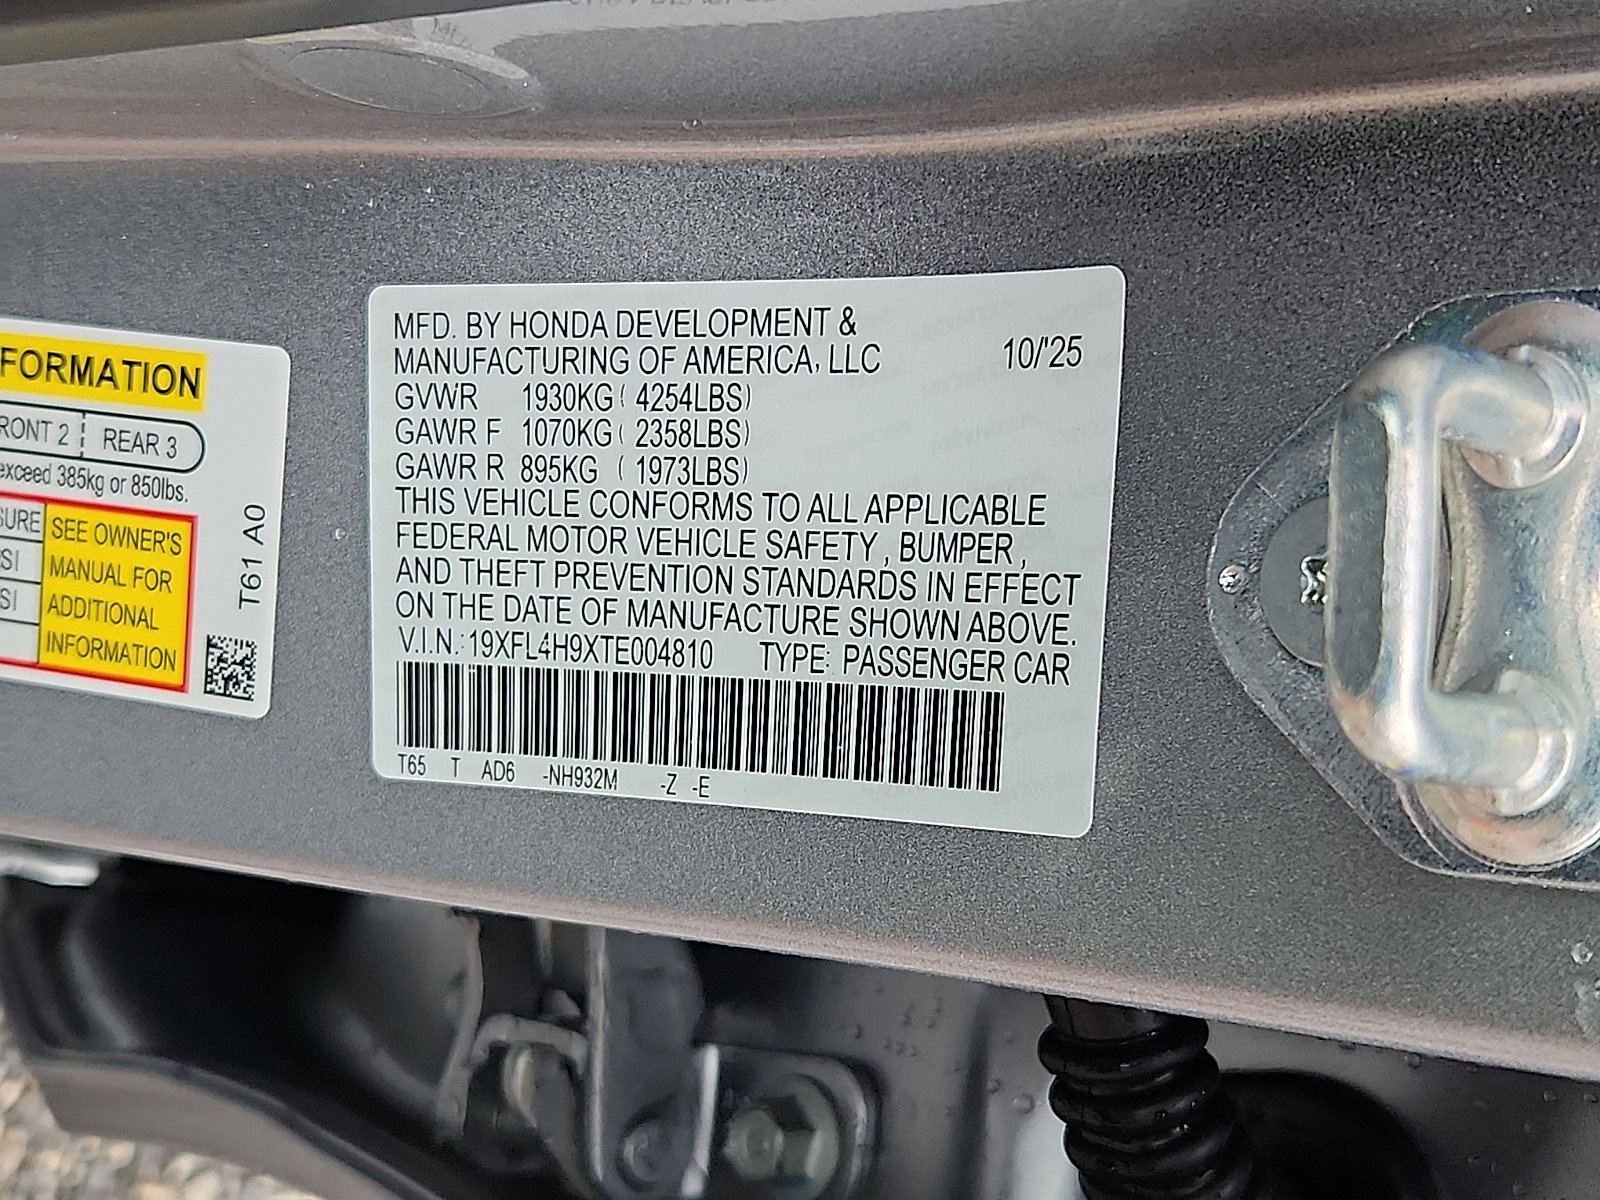 FORMATION
RONT 2 REAR 3
exceed 385kg or 850lbs.
SURE
SI
SI
SEE OWNER'S
MANUAL FOR
ADDITIONAL
INFORMATION
T61 A0
MFD. BY HONDA DEVELOPMENT &
MANUFACTURING OF AMERICA, LLC 10/'25
GVWR 1930KG ( 4254LBS)
GAWR F 1070KG ( 2358LBS)
GAWR R 895KG ( 1973LBS)
THIS VEHICLE CONFORMS TO ALL APPLICABLE
FEDERAL MOTOR VEHICLE SAFETY , BUMPER ,
AND THEFT PREVENTION STANDARDS IN EFFECT
ON THE DATE OF MANUFACTURE SHOWN ABOVE.
V.I.N.: 19XFL4H9XTE004810 TYPE: PASSENGER CAR
T65 T AD6 -NH932M -Z -E